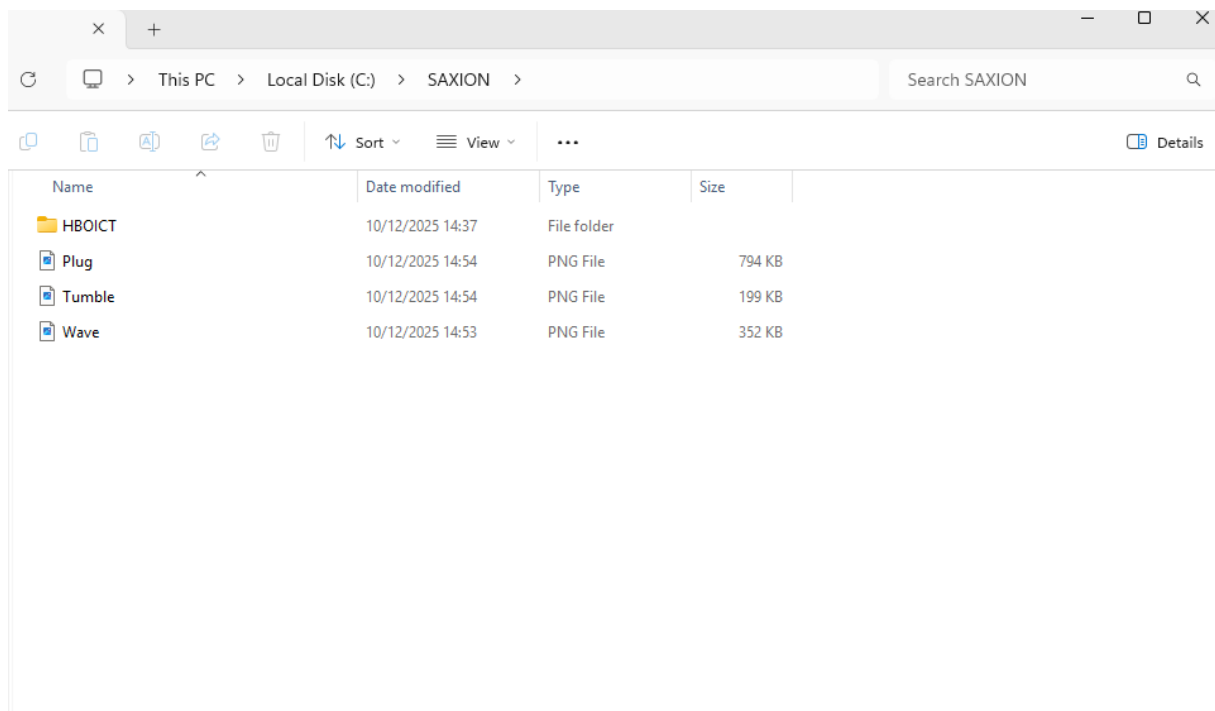 This PC > Local Disk (C:) > SAXION > Search SAXION
Sort View ... Details
Name Date modified Type Size
HBOICT 10/12/2025 14:37 File folder
Plug 10/12/2025 14:54 PNG File 794 KB
Tumble 10/12/2025 14:54 PNG File 199 KB
Wave 10/12/2025 14:53 PNG File 352 KB